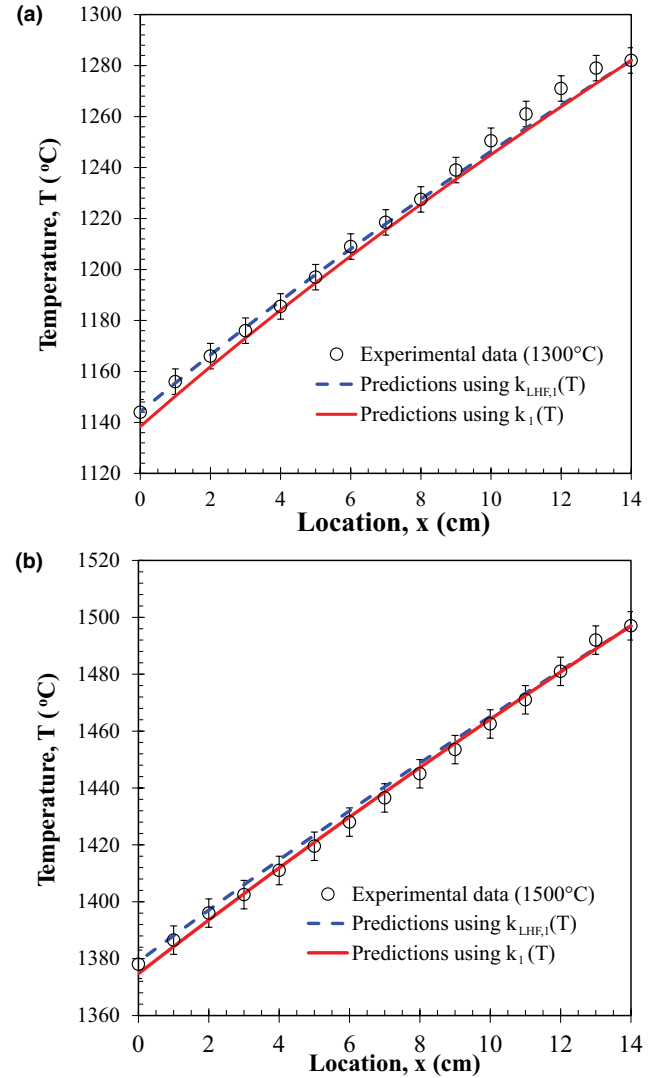 (a)
1300
1280
1260
1240
1220
1200
1180
1160
1140
1120
Temperature, T ( °C)
Experimental data (1300°C)
Predictions using k_LHF,1(T)
Predictions using k_1(T)
0 2 4 6 8 10 12 14
Location, x (cm)
(b)
1520
1500
1480
1460
1440
1420
1400
1380
1360
Temperature, T ( °C)
Experimental data (1500°C)
Predictions using k_LHF,1(T)
Predictions using k_1(T)
0 2 4 6 8 10 12 14
Location, x (cm)